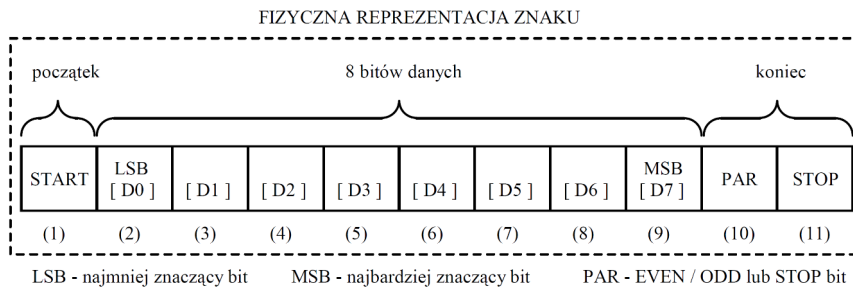 FIZYCZNA REPREZENTACJA ZNAKU
początek 8 bitów danych koniec
START LSB [ D0 ] [ D1 ] [ D2 ] [ D3 ] [ D4 ] [ D5 ] [ D6 ] MSB [ D7 ] PAR STOP
(1) (2) (3) (4) (5) (6) (7) (8) (9) (10) (11)
LSB - najmniej znaczący bit MSB - najbardziej znaczący bit PAR - EVEN / ODD lub STOP bit